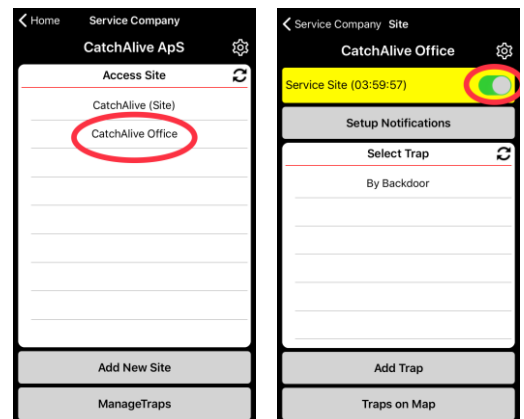 Home Service Company
CatchAlive ApS
Access Site
CatchAlive (Site)
CatchAlive Office
Add New Site
ManageTraps
Service Company Site
CatchAlive Office
Service Site (03:59:57)
Setup Notifications
Select Trap
By Backdoor
Add Trap
Traps on Map